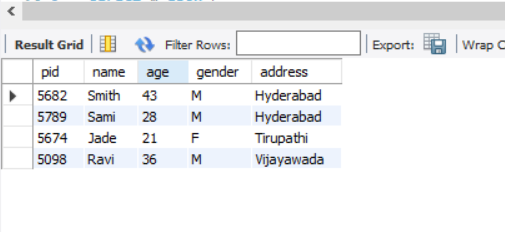 Result Grid Filter Rows: Export: Wrap C
pid name age gender address
5682 Smith 43 M Hyderabad
5789 Sami 28 M Hyderabad
5674 Jade 21 F Tirupathi
5098 Ravi 36 M Vijayawada